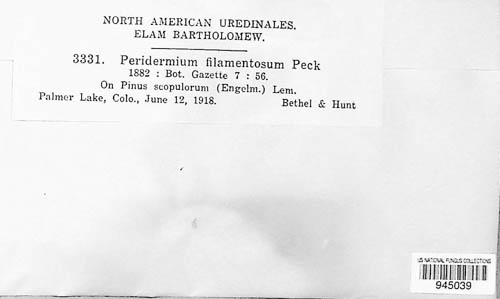 NORTH AMERICAN UREDINALES.
ELAM BARTHOLOMEW.
3331. Peridermium filamentosum Peck
1882 : Bot. Gazette 7 : 56.
On Pinus scopulorum (Engelm.) Lem.
Palmer Lake, Colo., June 12, 1918. Bethel & Hunt
US NATIONAL FUNGUS COLLECTIONS
945039